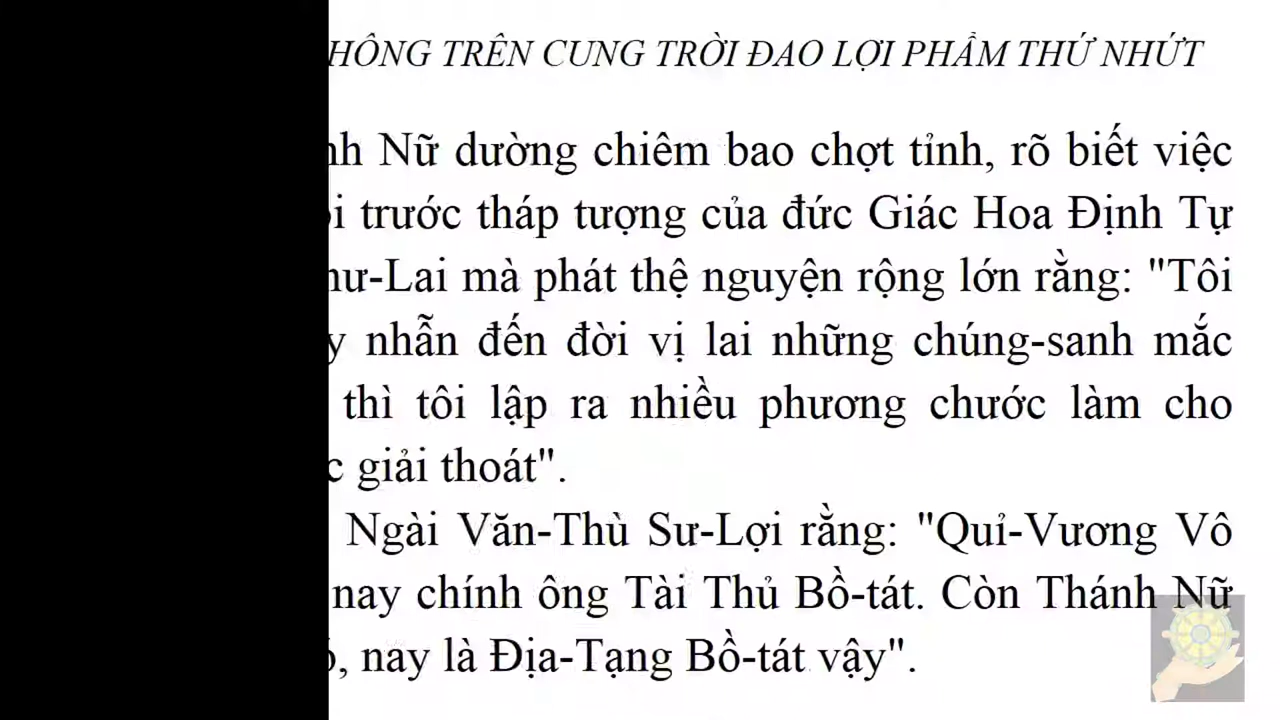 HÔNG TRÊN CUNG TRỜI ĐAO LỢI PHẨM THỨ NHỨT
nh Nữ dường chiêm bao chợt tỉnh, rõ biết việc
i trước tháp tượng của đức Giác Hoa Định Tự
hư-Lai mà phát thệ nguyện rộng lớn rằng: "Tôi
y nhẫn đến đời vị lai những chúng-sanh mắc
thì tôi lập ra nhiều phương chước làm cho
c giải thoát".
Ngài Văn-Thù Sư-Lợi rằng: "Quỉ-Vương Vô
nay chính ông Tài Thủ Bồ-tát. Còn Thánh Nữ
, nay là Địa-Tạng Bồ-tát vậy".